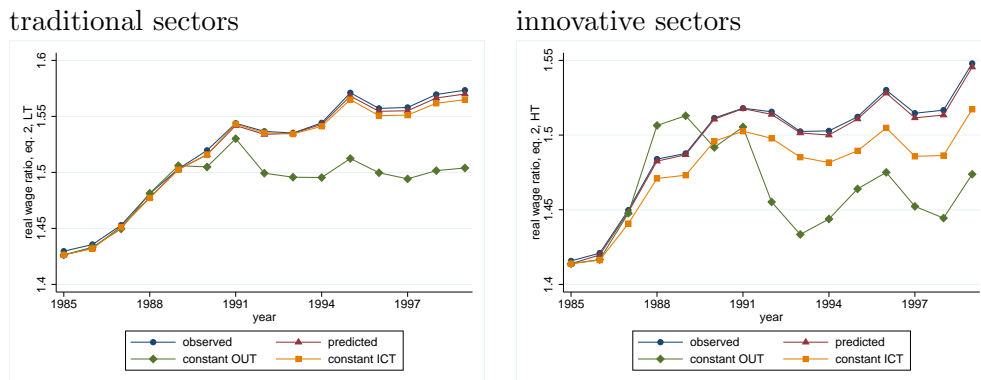 traditional sectors
real wage ratio, eq. 2, LT
1.6
1.55
1.5
1.45
1.4
1985 1988 1991 1994 1997
year
observed predicted
constant OUT constant ICT
innovative sectors
real wage ratio, eq. 2, HT
1.55
1.5
1.45
1.4
1985 1988 1991 1994 1997
year
observed predicted
constant OUT constant ICT